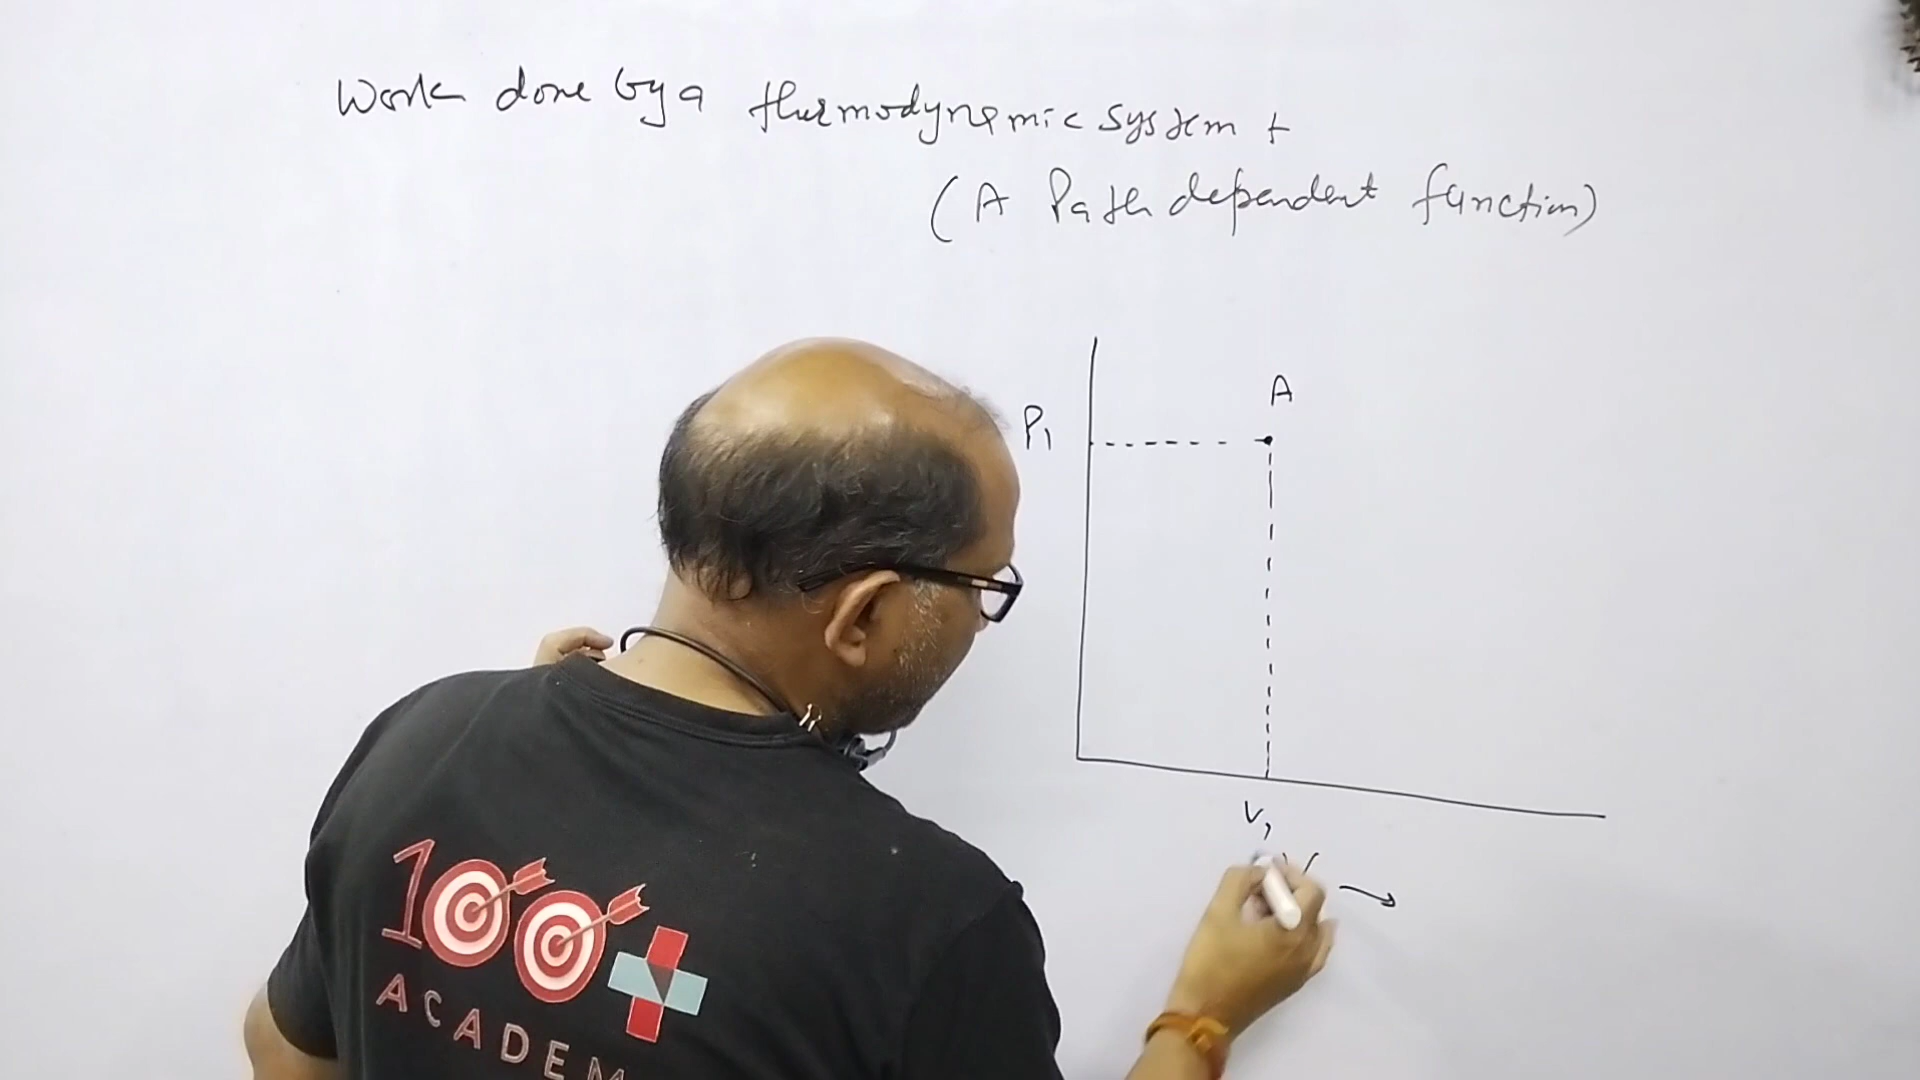 Work done by a thermodynamic system +
(A Path dependent function)
A
P1
V1
V →
100+
ACADEM